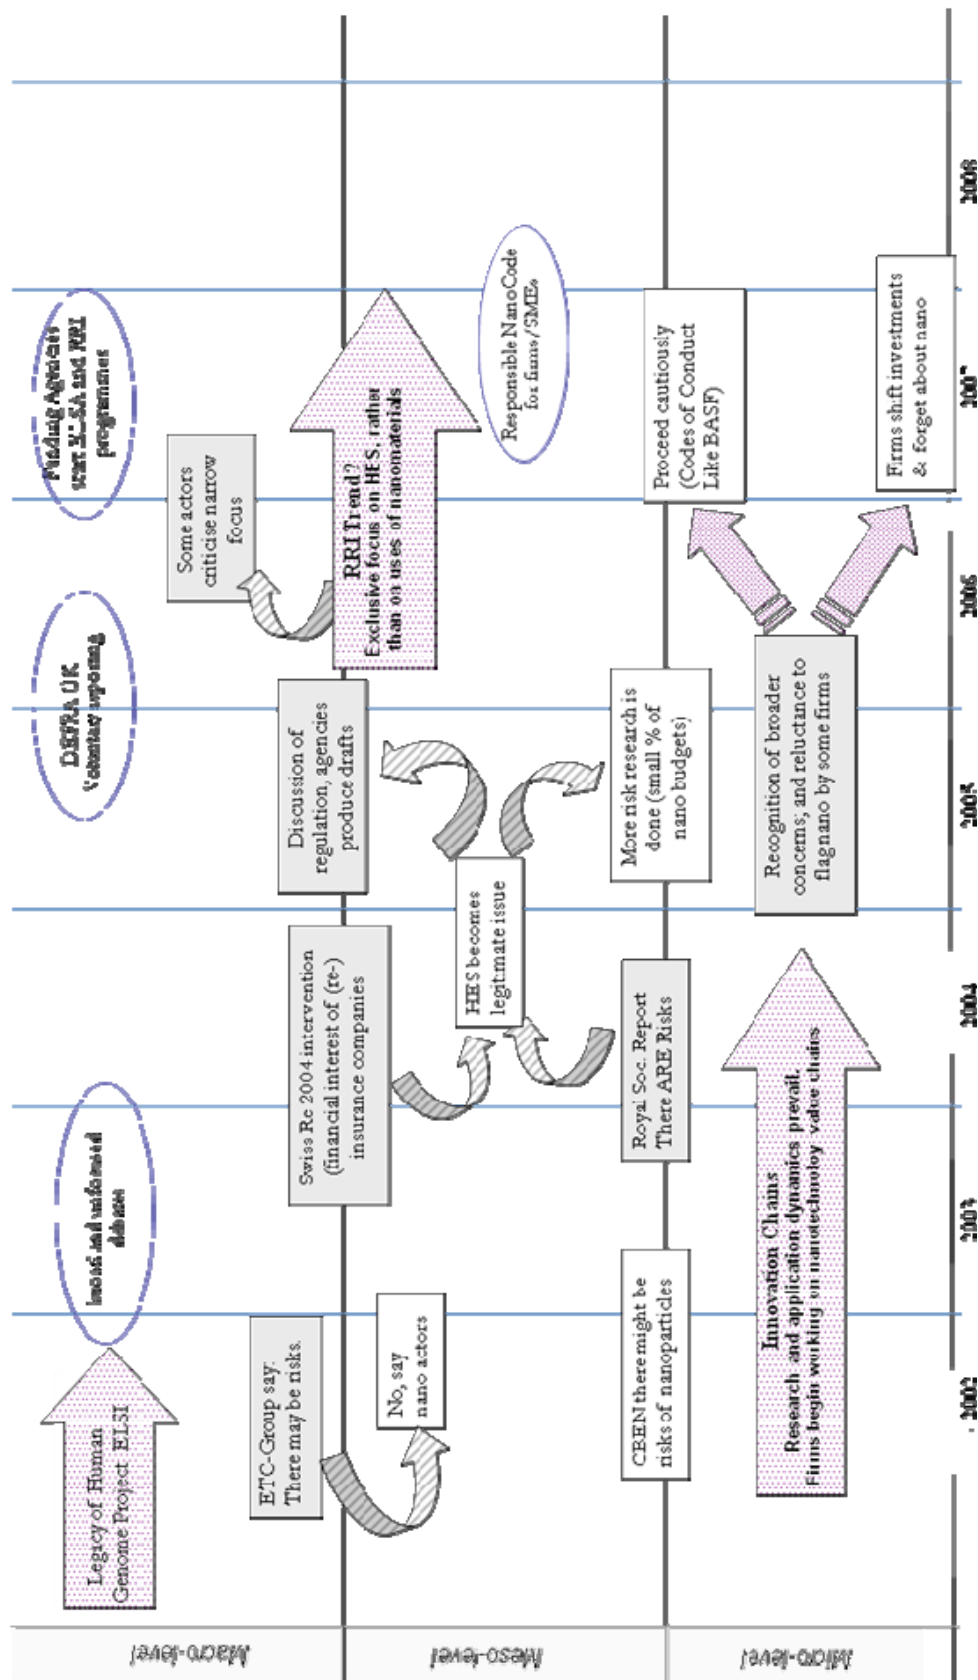 Macro-level
Meso-level
Micro-level
Legacy of Human
Genome Project ELSI
debates
DEFRA UK
Voluntary reporting
Funding Agencies
start ELSA and RRI
programmes
ETC-Group say:
There may be risks.
No, say
nano actors
Swiss Re 2004 intervention
(financial interest of (re-)
insurance companies
Discussion of
regulation, agencies
produce drafts
Some actors
criticise narrow
focus
RRI Trend?
Exclusive focus on HES, rather
than on uses of nanomaterials
HES becomes
legitimate issue
Responsible NanoCode
for firms/SMEs
CBEN there might be
risks of nanoparticles
Royal Soc. Report
There ARE Risks
More risk research is
done (small % of
nano budgets)
Proceed cautiously
(Codes of Conduct
Like BASF)
Innovation Chains
Research and application dynamics prevail.
Firms begin working on nanotechnoloy value chains
Recognition of broader
concerns; and reluctance to
flagnano by some firms
Firms shift investments
& forget about nano
2002
2003
2004
2005
2006
2007
2008